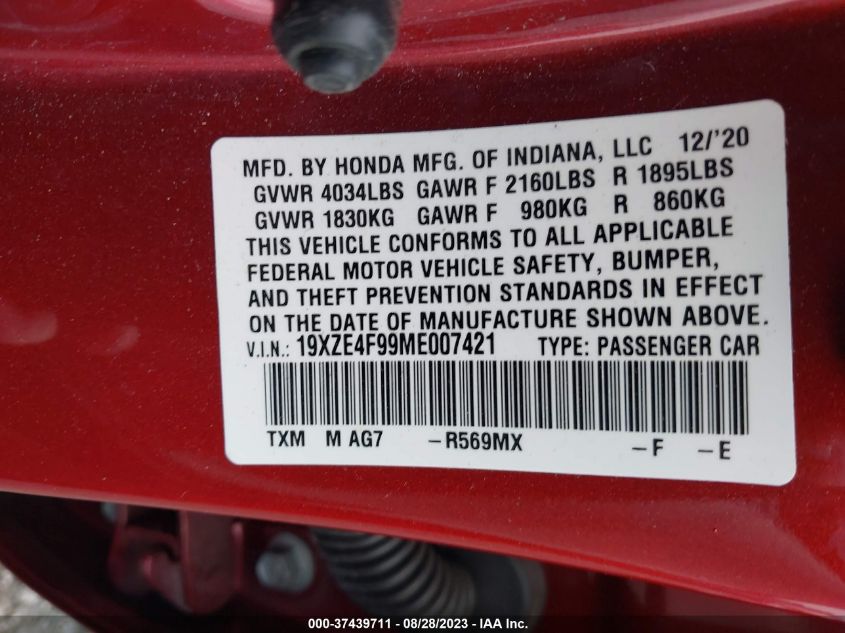 MFD. BY HONDA MFG. OF INDIANA, LLC 12/'20
GVWR 4034LBS GAWR F 2160LBS R 1895LBS
GVWR 1830KG GAWR F 980KG R 860KG
THIS VEHICLE CONFORMS TO ALL APPLICABLE
FEDERAL MOTOR VEHICLE SAFETY, BUMPER,
AND THEFT PREVENTION STANDARDS IN EFFECT
ON THE DATE OF MANUFACTURE SHOWN ABOVE.
V.I.N.: 19XZE4F99ME007421 TYPE: PASSENGER CAR
TXM M AG7 -R569MX -F -E
000-37439711 - 08/28/2023 - IAA Inc.